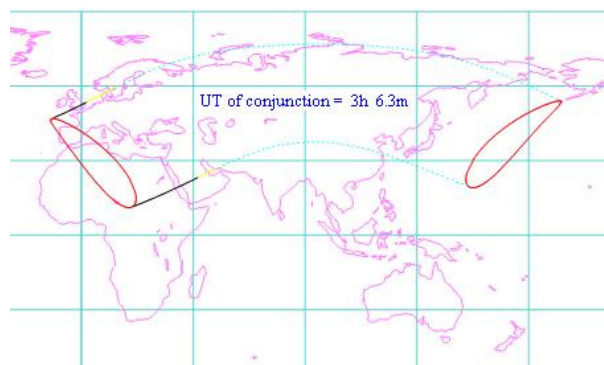 UT of conjunction = 3h 6.3m